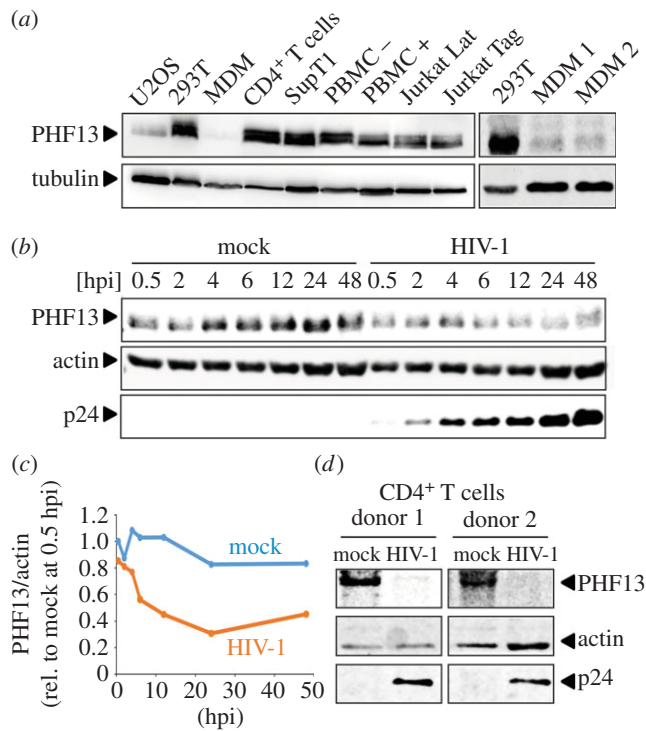 (a)
U2OS 293T MDM CD4⁺ T cells SupT1 PBMC − PBMC + Jurkat Lat Jurkat Tag 293T MDM 1 MDM 2
PHF13
tubulin
(b)
mock HIV-1
[hpi] 0.5 2 4 6 12 24 48 0.5 2 4 6 12 24 48
PHF13
actin
p24
(c)
PHF13/actin
(rel. to mock at 0.5 hpi)
1.2
1.0
0.8
0.6
0.4
0.2
0
mock
HIV-1
0 10 20 30 40 50
(hpi)
(d)
CD4⁺ T cells
donor 1 donor 2
mock HIV-1 mock HIV-1
PHF13
actin
p24